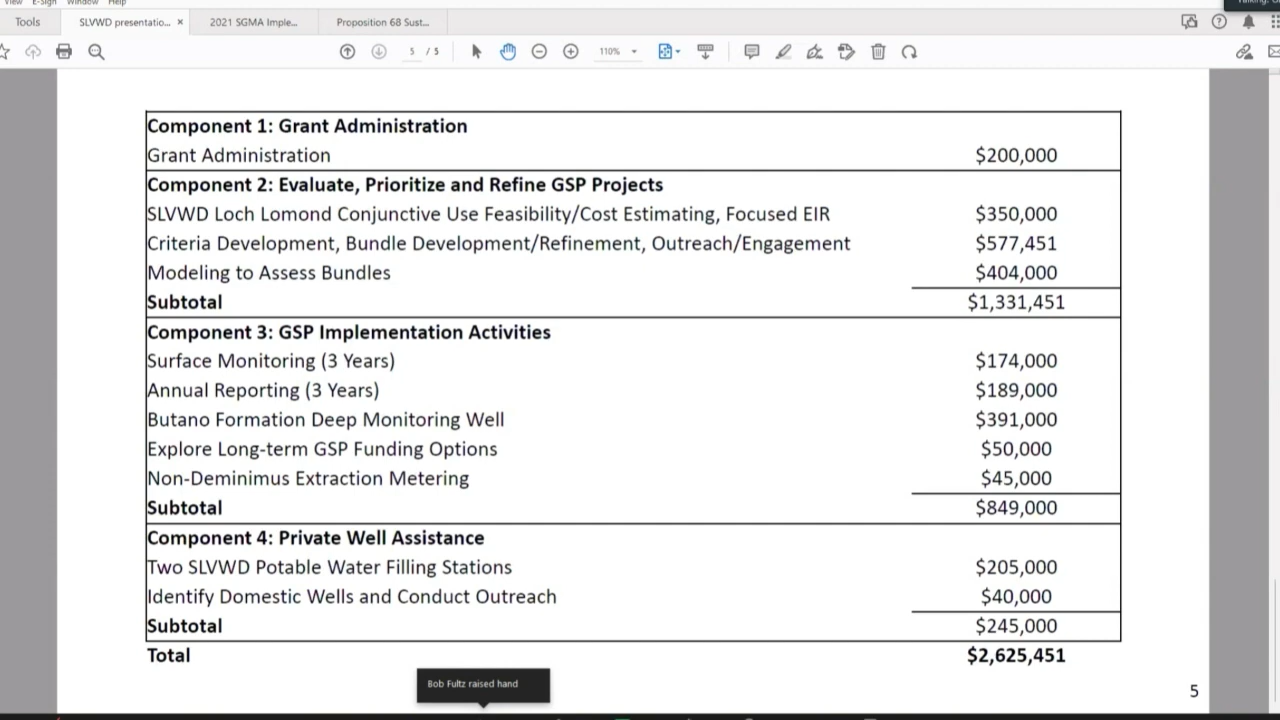 View E-Sign Window Help
Tools SLVWD presentatio... × 2021 SGMA Imple... Proposition 68 Sust...
5 / 5 110%
Component 1: Grant Administration
Grant Administration $200,000
Component 2: Evaluate, Prioritize and Refine GSP Projects
SLVWD Loch Lomond Conjunctive Use Feasibility/Cost Estimating, Focused EIR $350,000
Criteria Development, Bundle Development/Refinement, Outreach/Engagement $577,451
Modeling to Assess Bundles $404,000
Subtotal $1,331,451
Component 3: GSP Implementation Activities
Surface Monitoring (3 Years) $174,000
Annual Reporting (3 Years) $189,000
Butano Formation Deep Monitoring Well $391,000
Explore Long-term GSP Funding Options $50,000
Non-Deminimus Extraction Metering $45,000
Subtotal $849,000
Component 4: Private Well Assistance
Two SLVWD Potable Water Filling Stations $205,000
Identify Domestic Wells and Conduct Outreach $40,000
Subtotal $245,000
Total $2,625,451
Bob Fultz raised hand
5